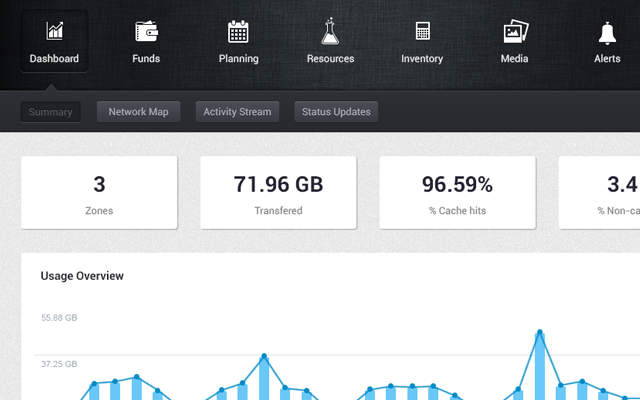 Dashboard Funds Planning Resources Inventory Media Alerts
Summary Network Map Activity Stream Status Updates
3 71.96 GB 96.59% 3.4
Zones Transfered % Cache hits % Non-ca
Usage Overview
55.88 GB
37.25 GB